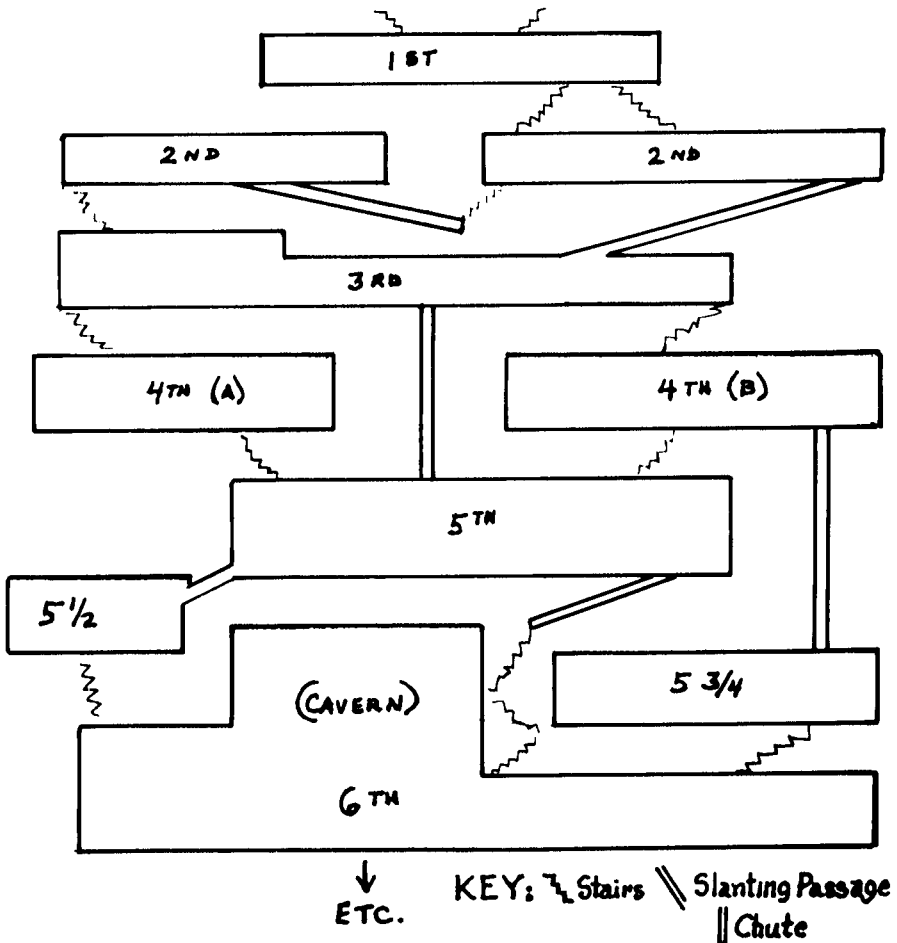 1ST
2ND
2ND
3RD
4TH (A)
4TH (B)
5TH
5 1/2
5 3/4
(CAVERN)
6TH
ETC.
KEY: Stairs Slanting Passage
Chute